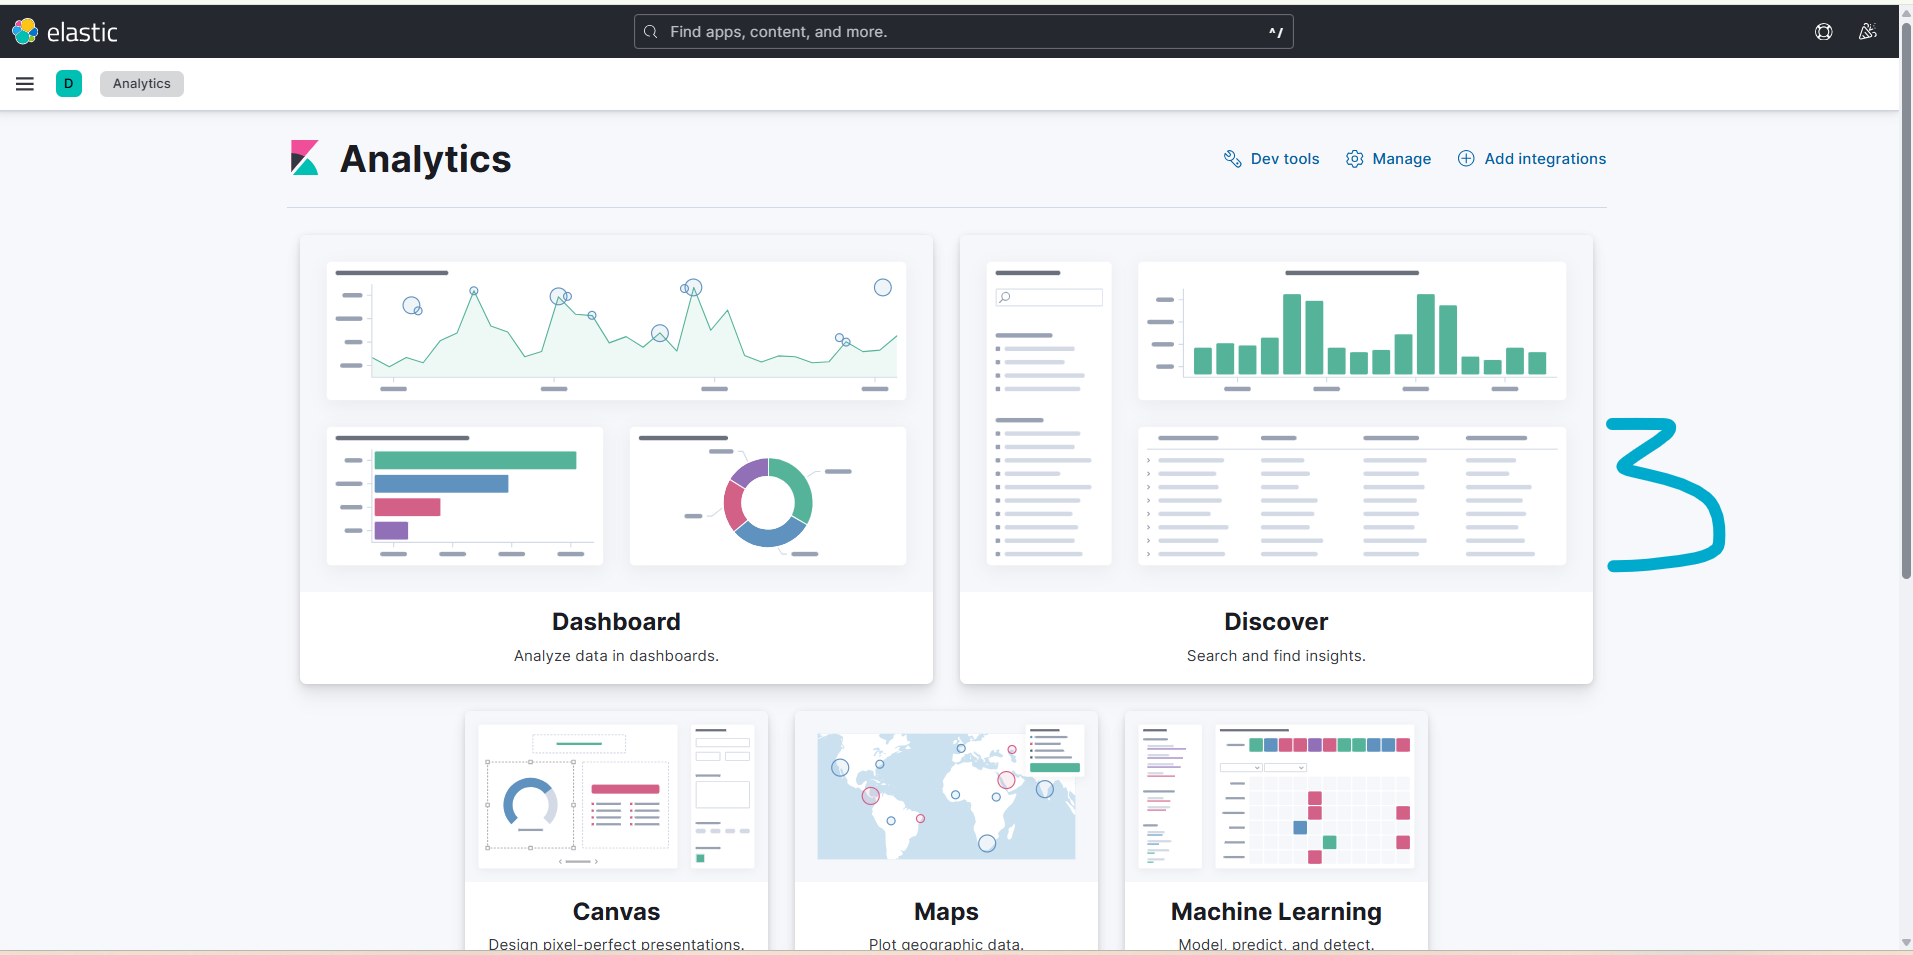 elastic
Find apps, content, and more.
^/
D
Analytics
Analytics
Dev tools
Manage
Add integrations
3
Dashboard
Analyze data in dashboards.
Discover
Search and find insights.
Canvas
Design pixel-perfect presentations.
Maps
Plot geographic data.
Machine Learning
Model, predict, and detect.